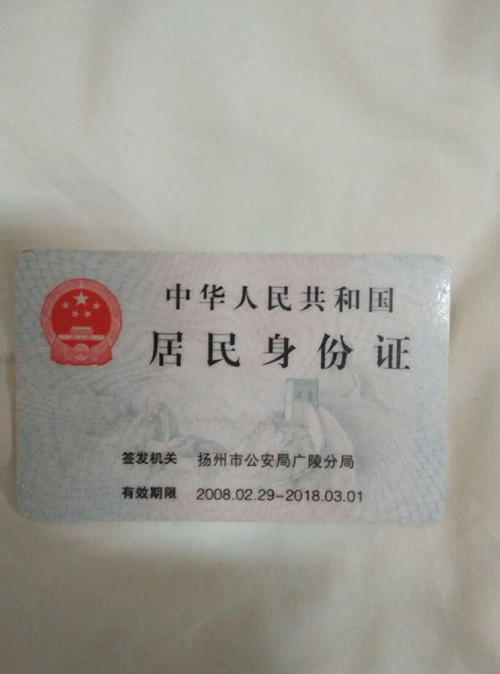 中华人民共和国
居民身份证
签发机关 扬州市公安局广陵分局
有效期限 2008.02.29-2018.03.01